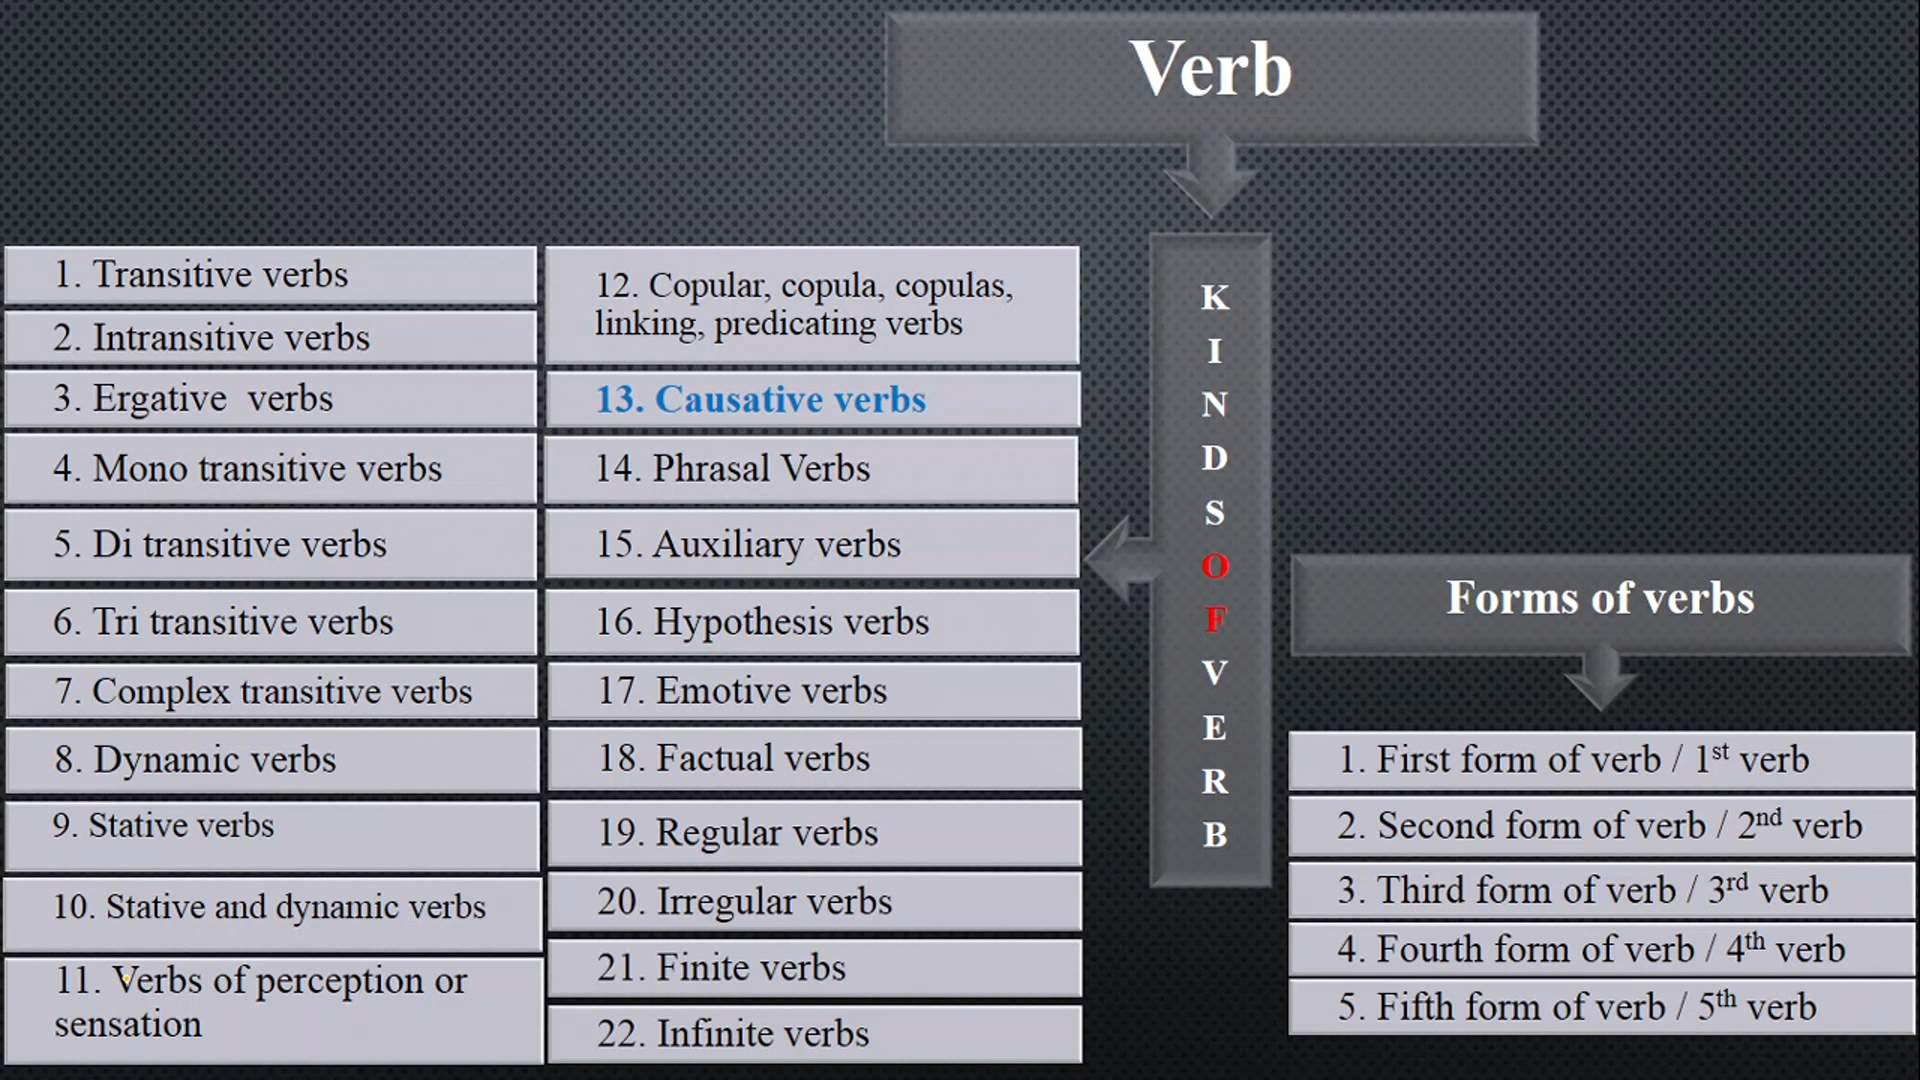 Verb
1. Transitive verbs
2. Intransitive verbs
3. Ergative verbs
4. Mono transitive verbs
5. Di transitive verbs
6. Tri transitive verbs
7. Complex transitive verbs
8. Dynamic verbs
9. Stative verbs
10. Stative and dynamic verbs
11. Verbs of perception or
sensation
12. Copular, copula, copulas,
linking, predicating verbs
13. Causative verbs
14. Phrasal Verbs
15. Auxiliary verbs
16. Hypothesis verbs
17. Emotive verbs
18. Factual verbs
19. Regular verbs
20. Irregular verbs
21. Finite verbs
22. Infinite verbs
K
I
N
D
S
O
F
V
E
R
B
Forms of verbs
1. First form of verb / 1st verb
2. Second form of verb / 2nd verb
3. Third form of verb / 3rd verb
4. Fourth form of verb / 4th verb
5. Fifth form of verb / 5th verb